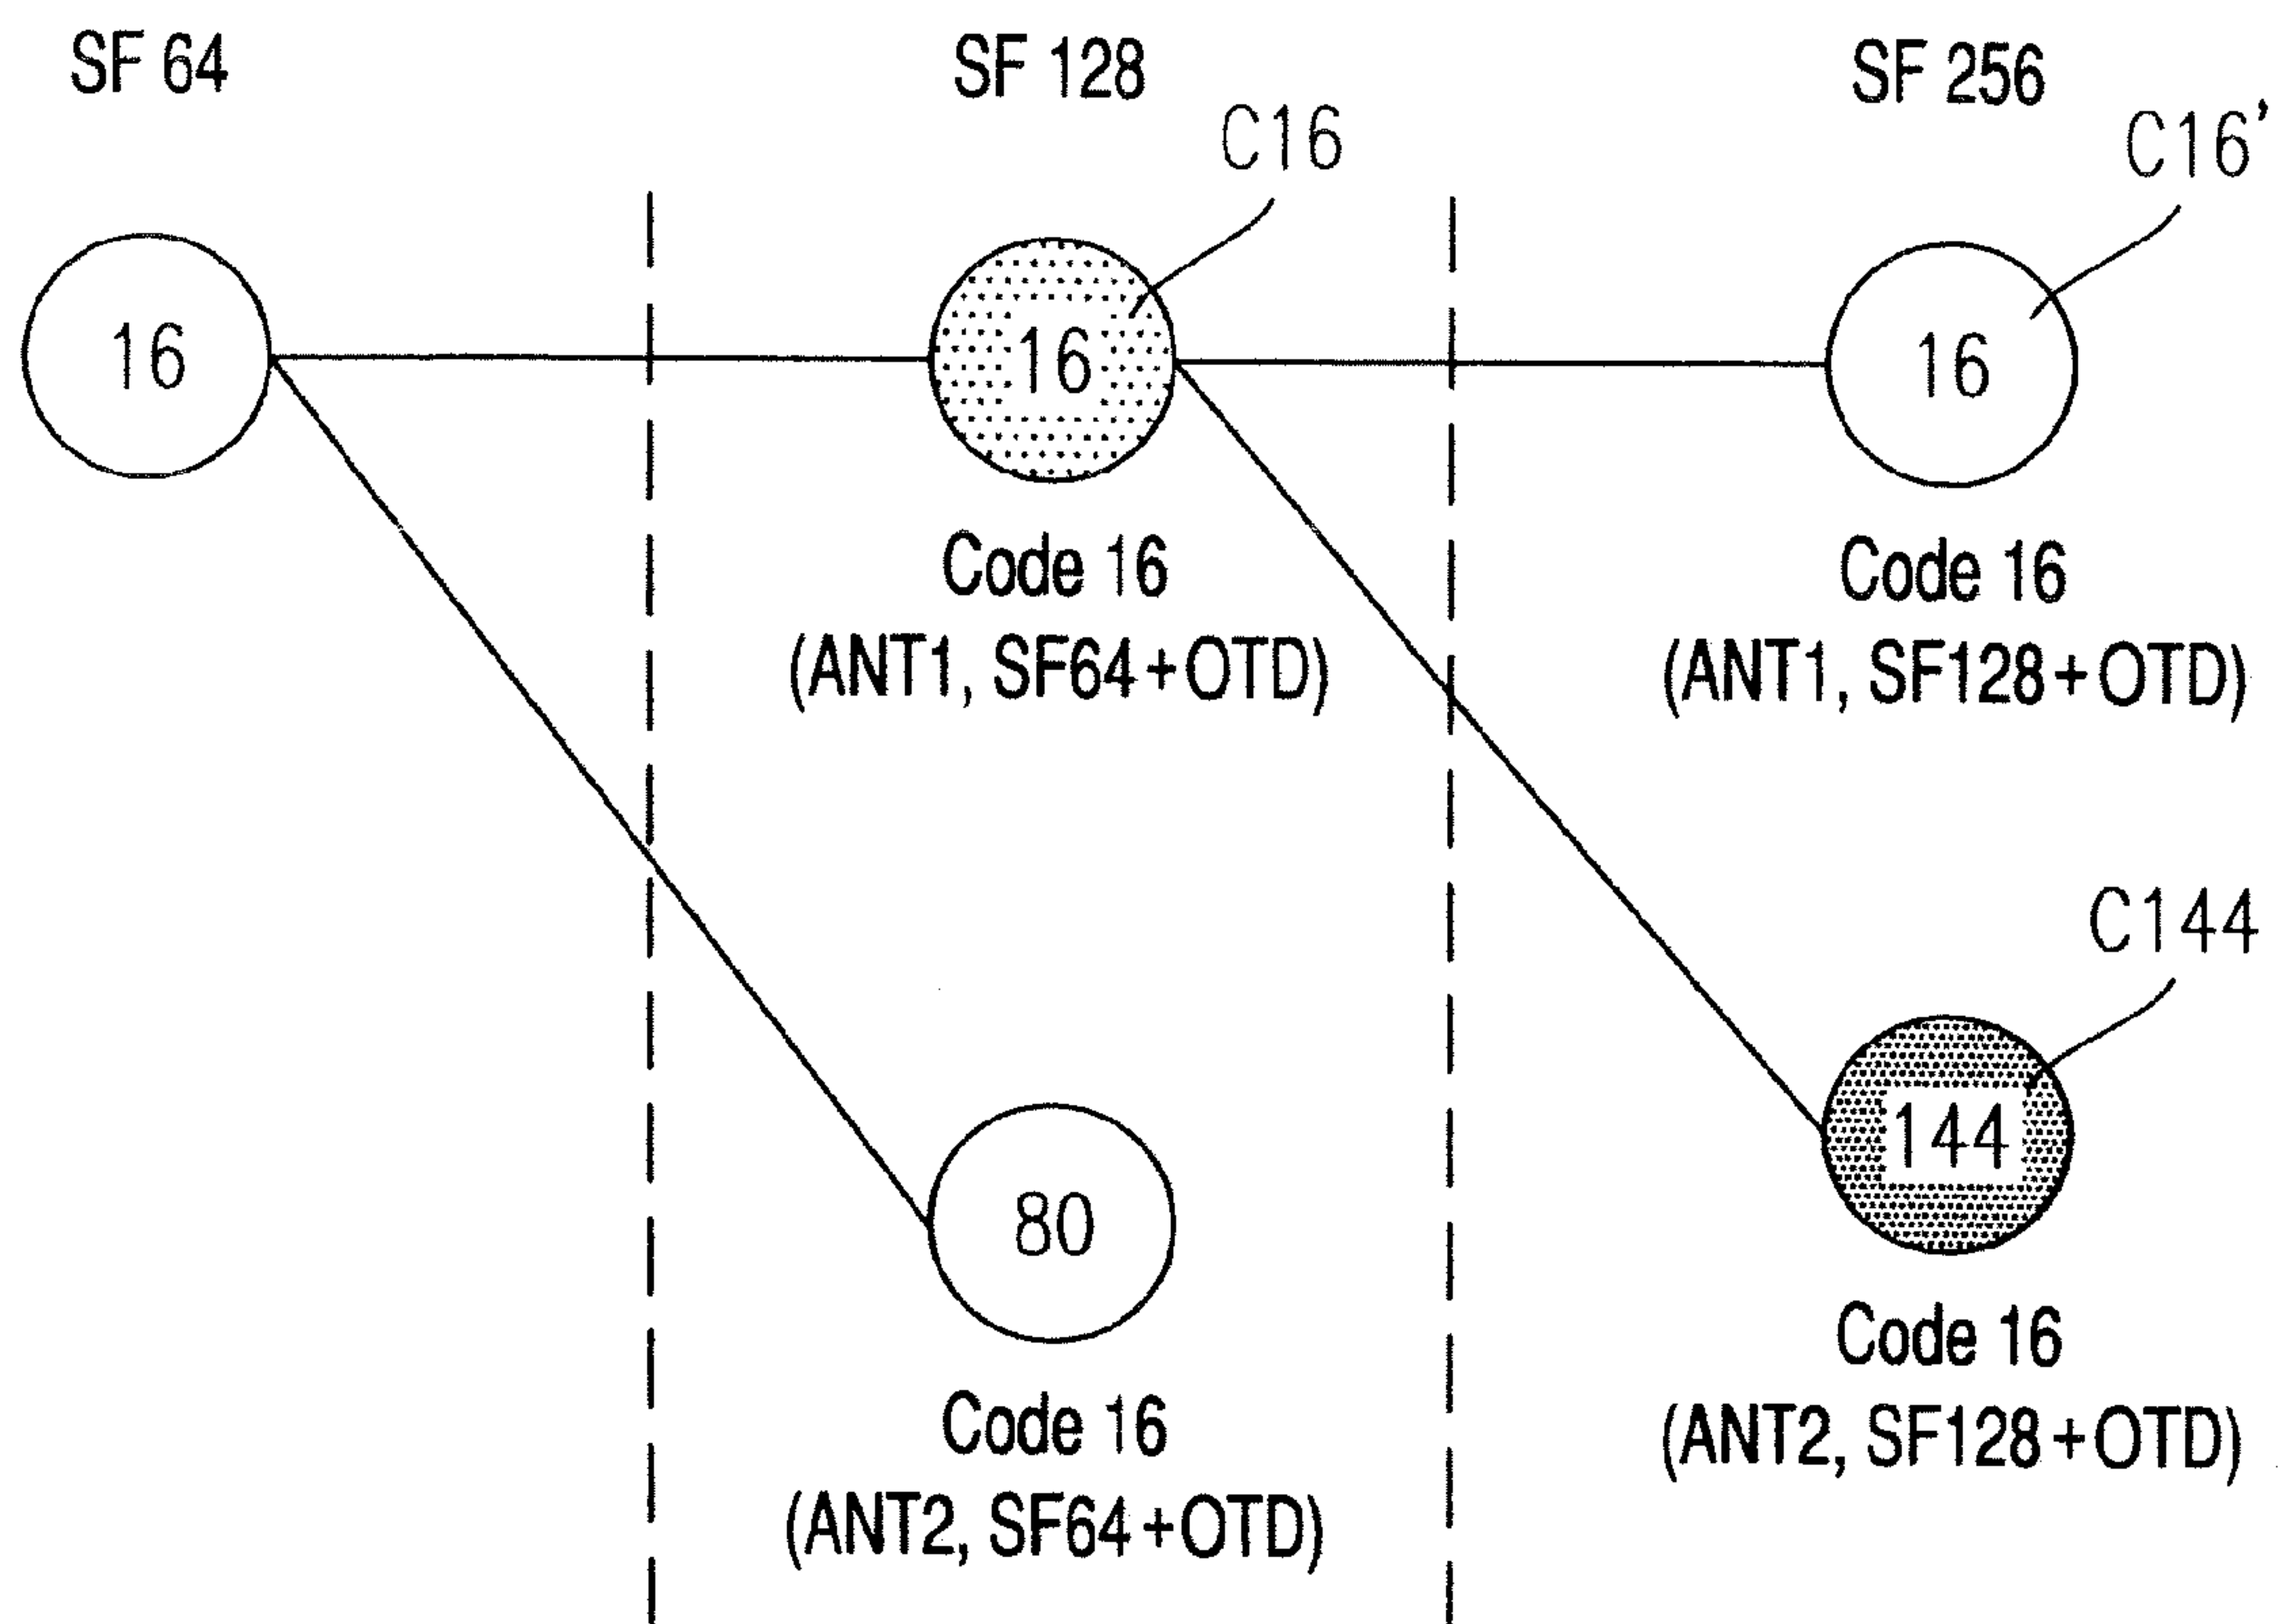 SF 64
SF 128
SF 256
C16
C16'
16
16
16
Code 16
(ANT1, SF64+OTD)
Code 16
(ANT1, SF128+OTD)
C144
80
144
Code 16
(ANT2, SF64+OTD)
Code 16
(ANT2, SF128+OTD)